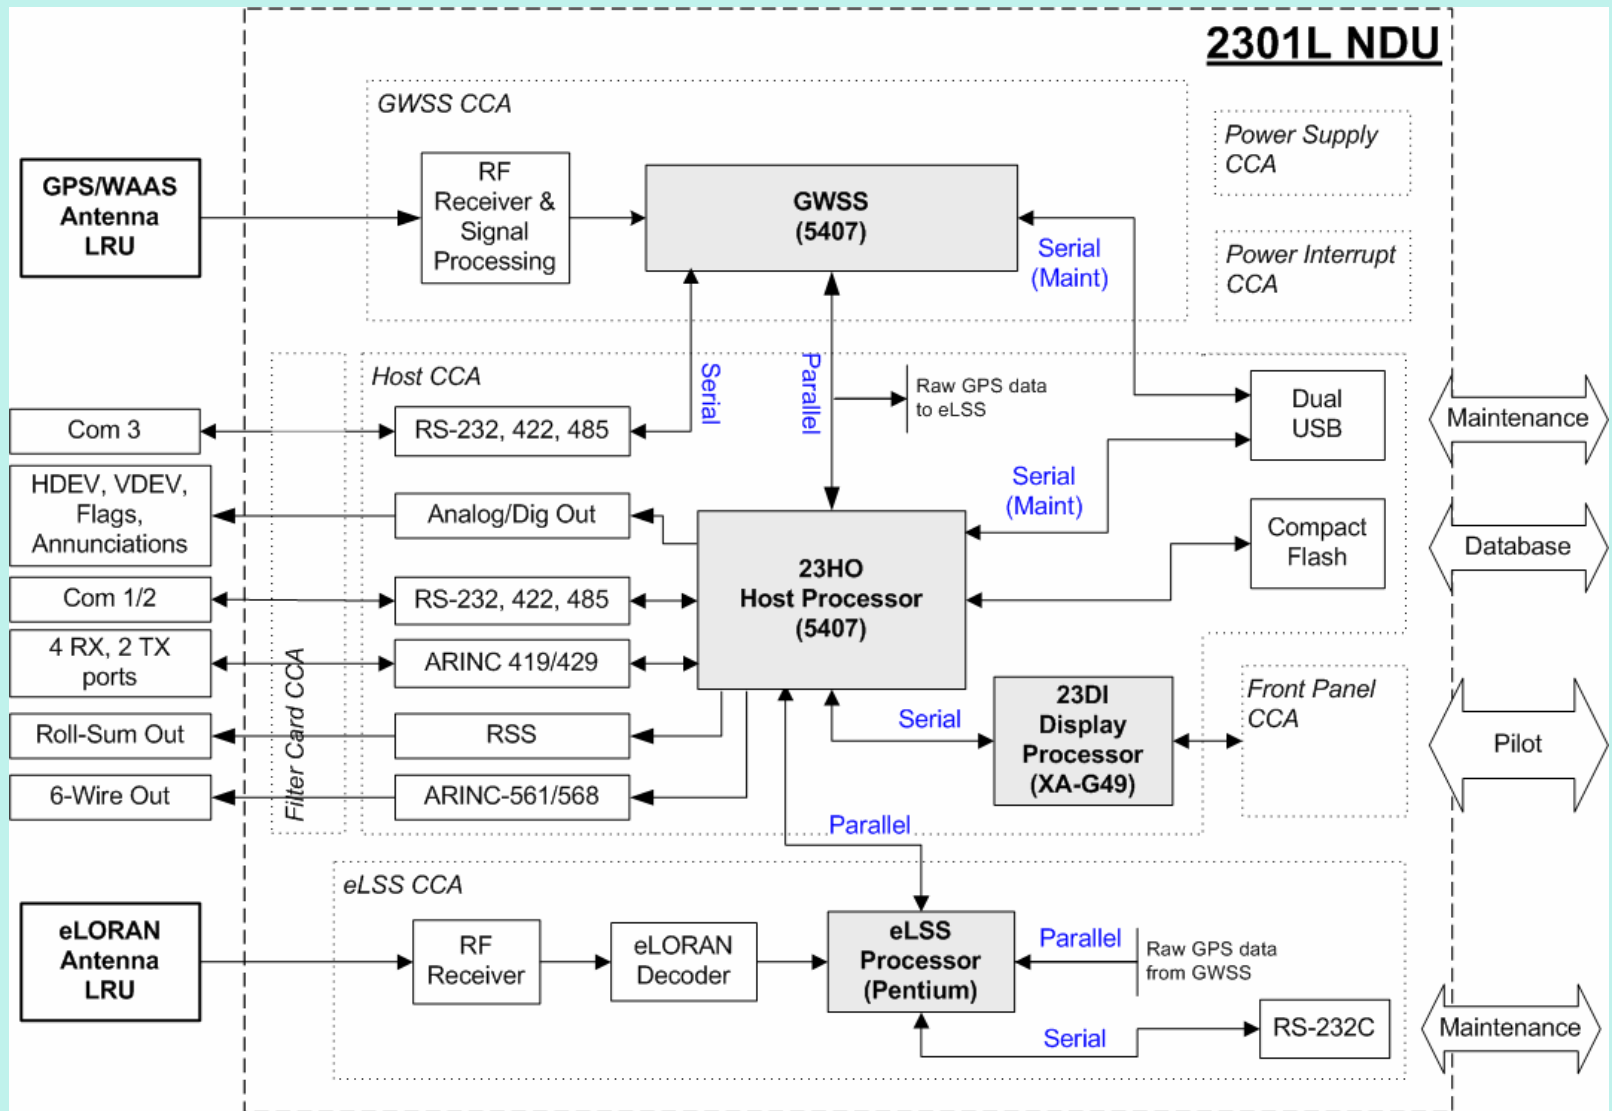 2301L NDU
GWSS CCA
Power Supply
CCA
GPS/WAAS
Antenna
LRU
RF
Receiver &
Signal
Processing
GWSS
(5407)
Serial
(Maint)
Power Interrupt
CCA
Host CCA
Serial
Parallel
Raw GPS data
to eLSS
Dual
USB
Maintenance
Com 3
RS-232, 422, 485
HDEV, VDEV,
Flags,
Annunciations
Analog/Dig Out
Serial
(Maint)
Compact
Flash
Database
23HO
Host Processor
(5407)
Com 1/2
RS-232, 422, 485
4 RX, 2 TX
ports
ARINC 419/429
Filter Card CCA
Roll-Sum Out
RSS
Serial
23DI
Display
Processor
(XA-G49)
Front Panel
CCA
Pilot
6-Wire Out
ARINC-561/568
Parallel
eLSS CCA
eLORAN
Antenna
LRU
RF
Receiver
eLORAN
Decoder
eLSS
Processor
(Pentium)
Parallel
Raw GPS data
from GWSS
Serial
RS-232C
Maintenance